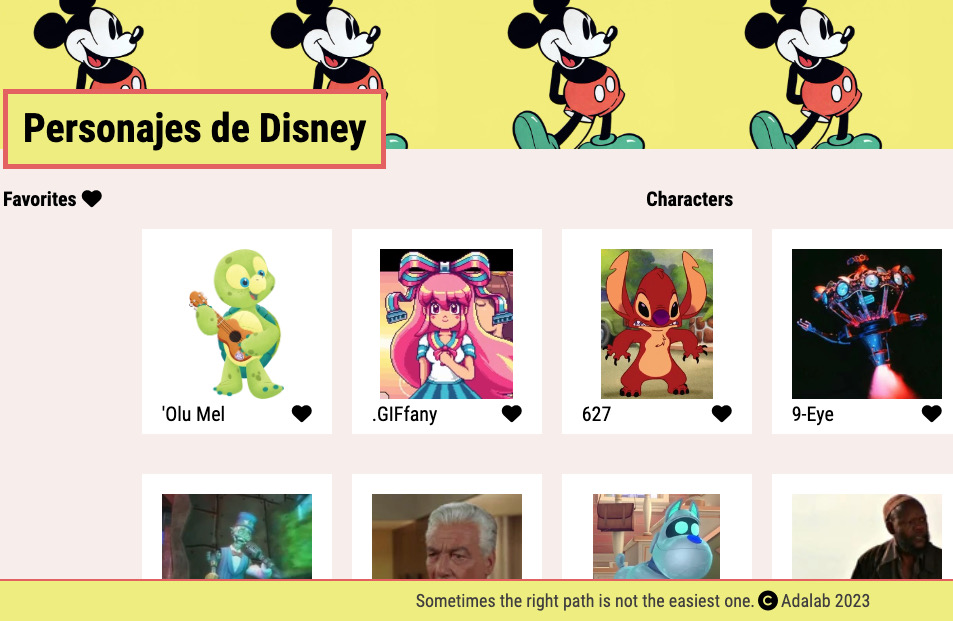 Personajes de Disney
Favorites
Characters
'Olu Mel
.GIFfany
627
9-Eye
Sometimes the right path is not the easiest one. © Adalab 2023